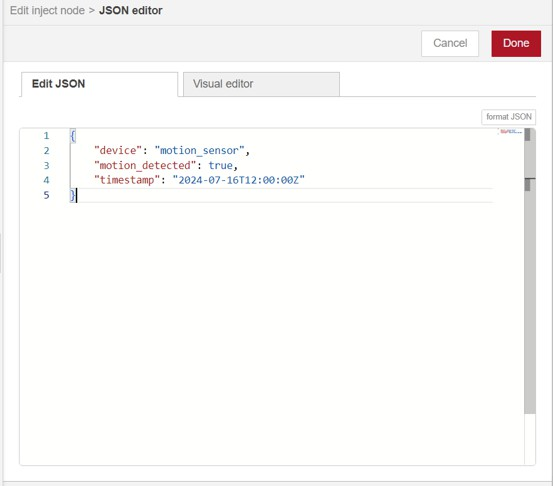 Edit inject node > JSON editor
Cancel
Done
Edit JSON
Visual editor
format JSON
1 {
2 "device": "motion_sensor",
3 "motion_detected": true,
4 "timestamp": "2024-07-16T12:00:00Z"
5 }